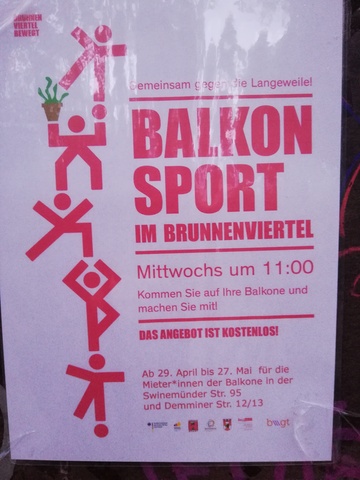 BRUNNEN
VIERTEL
BEWEGT
Gemeinsam gegen die Langeweile!
BALKON
SPORT
IM BRUNNENVIERTEL
Mittwochs um 11:00
Kommen Sie auf Ihre Balkone und
machen Sie mit!
DAS ANGEBOT IST KOSTENLOS!
Ab 29. April bis 27. Mai für die
Mieter*innen der Balkone in der
Swinemünder Str. 95
und Demminer Str. 12/13
bwgt